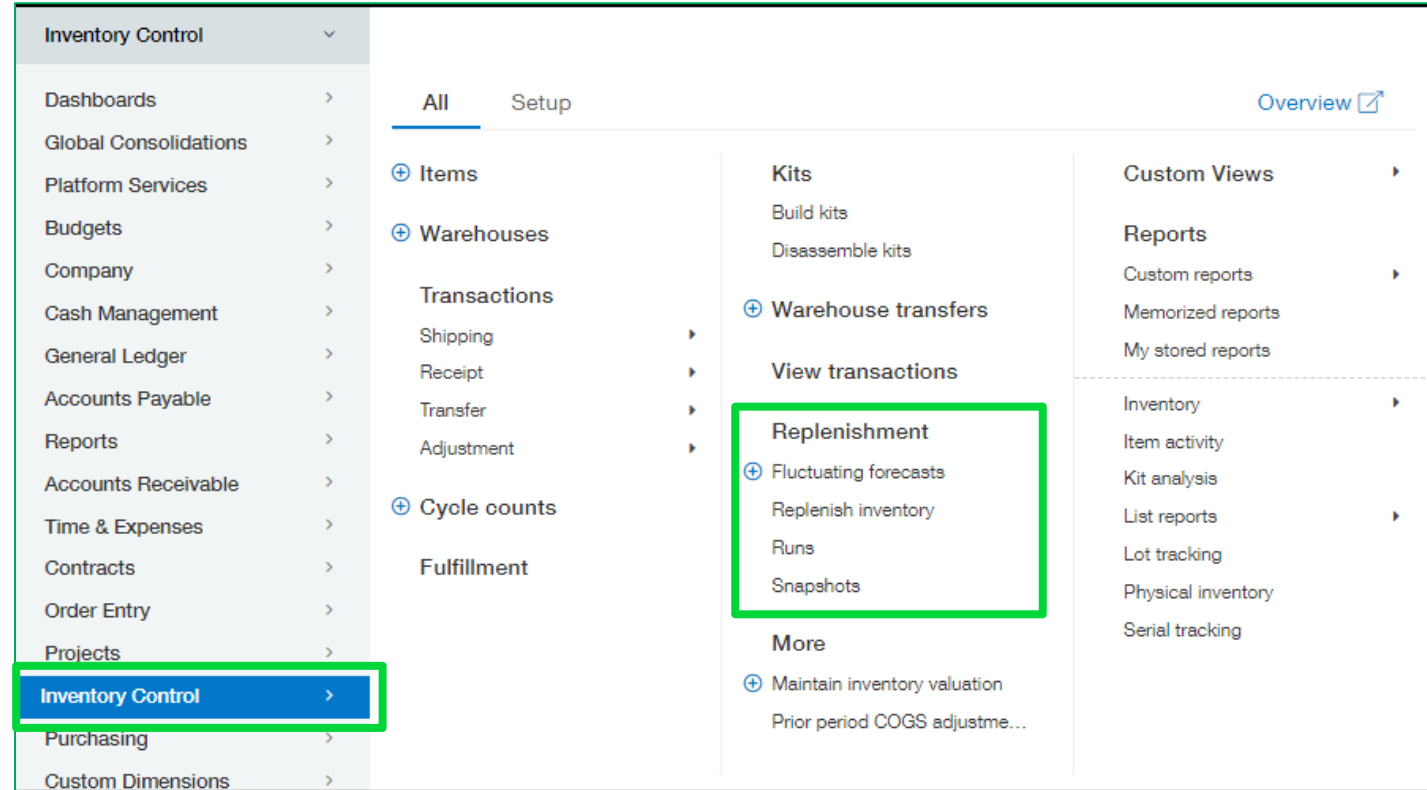 Inventory Control
Dashboards
Global Consolidations
Platform Services
Budgets
Company
Cash Management
General Ledger
Accounts Payable
Reports
Accounts Receivable
Time & Expenses
Contracts
Order Entry
Projects
Inventory Control
Purchasing
Custom Dimensions
All Setup
Overview
Items
Warehouses
Transactions
Shipping
Receipt
Transfer
Adjustment
Cycle counts
Fulfillment
Kits
Build kits
Disassemble kits
Warehouse transfers
View transactions
Replenishment
Fluctuating forecasts
Replenish inventory
Runs
Snapshots
More
Maintain inventory valuation
Prior period COGS adjustme...
Custom Views
Reports
Custom reports
Memorized reports
My stored reports
Inventory
Item activity
Kit analysis
List reports
Lot tracking
Physical inventory
Serial tracking